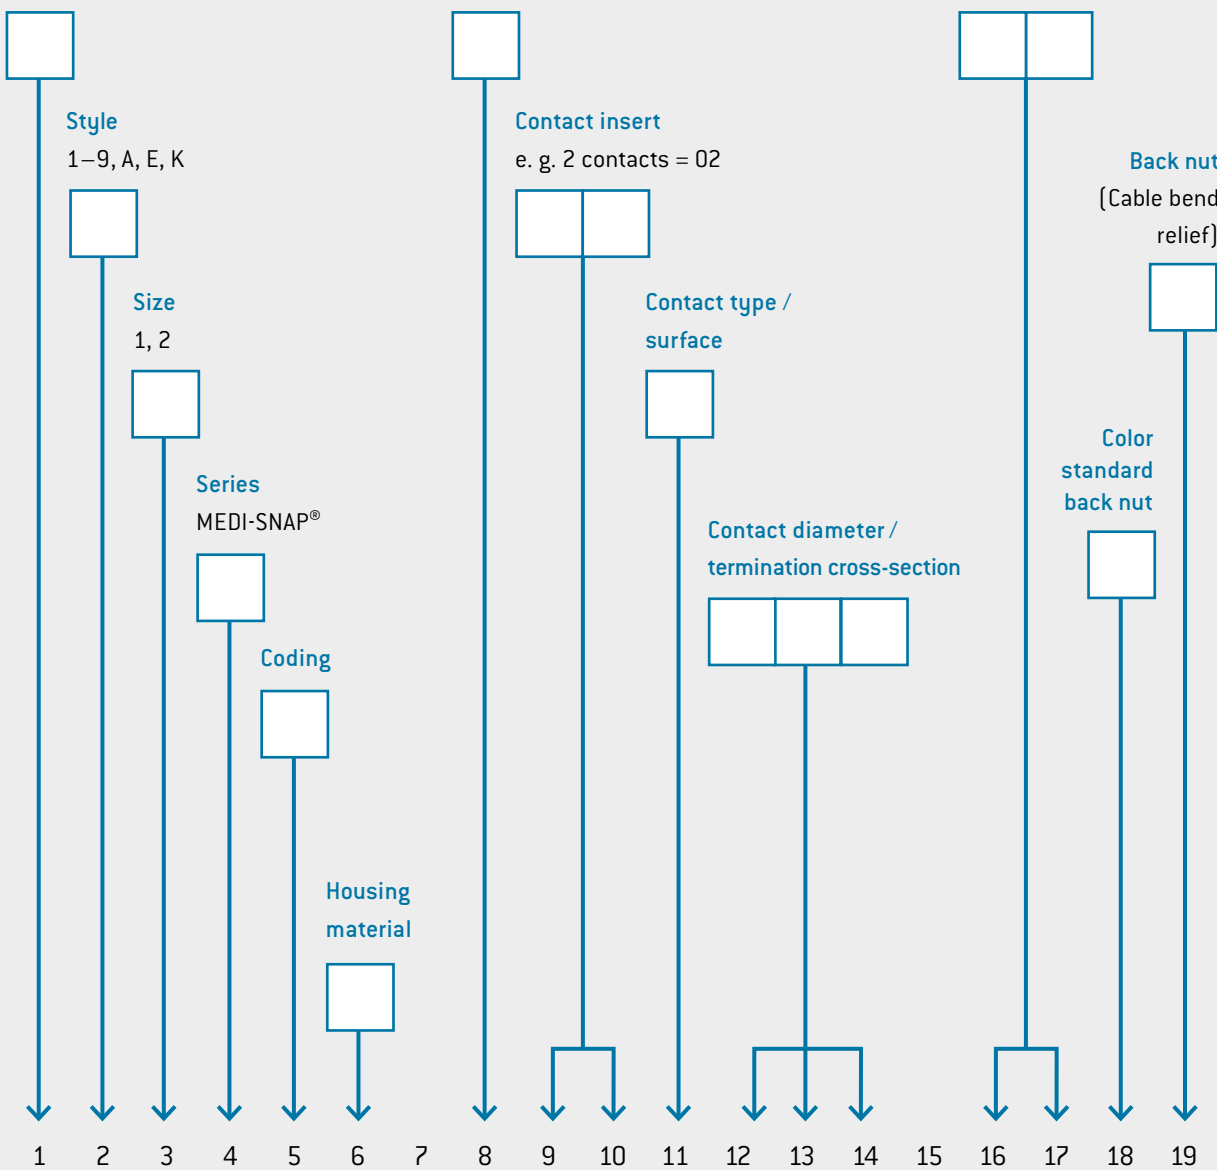 Style
1–9, A, E, K
Size
1, 2
Series
MEDI-SNAP®
Coding
Housing
material
Contact insert
e. g. 2 contacts = 02
Contact type /
surface
Contact diameter /
termination cross-section
Back nut
(Cable bend
relief)
Color
standard
back nut
1 2 3 4 5 6 7 8 9 10 11 12 13 14 15 16 17 18 19